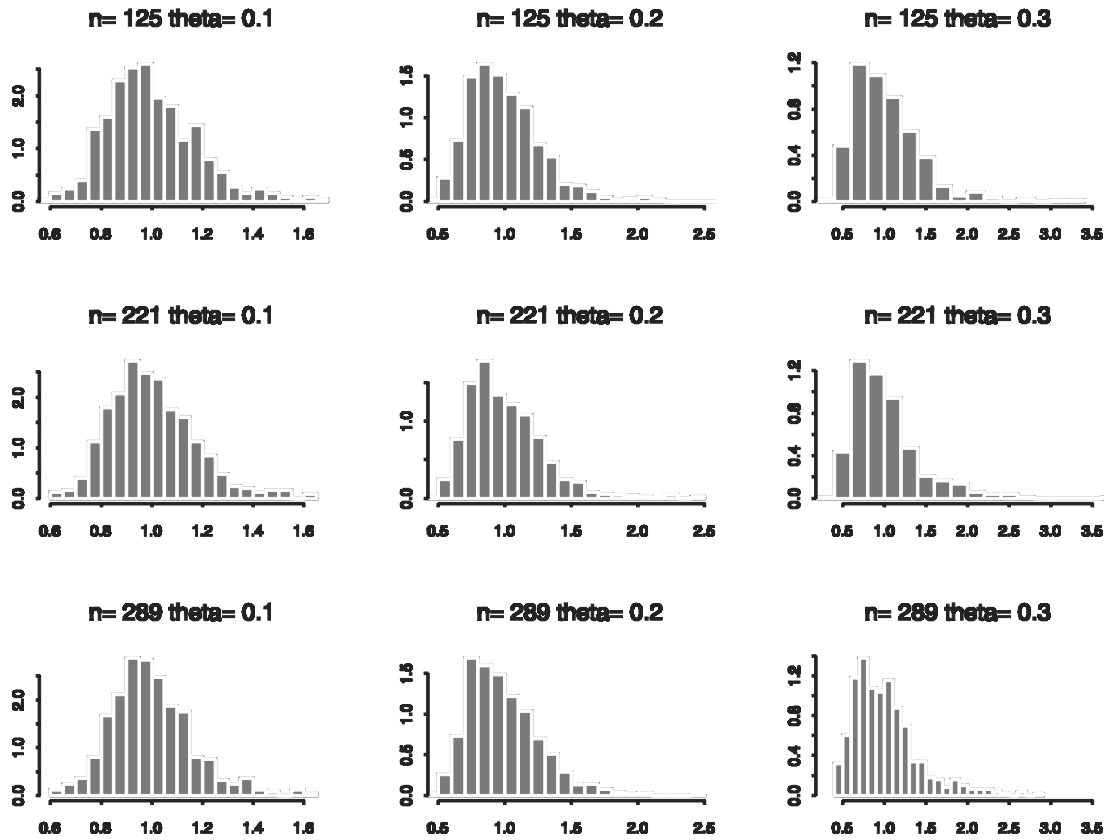 n= 125 theta= 0.1
n= 125 theta= 0.2
n= 125 theta= 0.3
0.0 1.0 2.0
0.6 0.8 1.0 1.2 1.4 1.6
0.0 0.5 1.0 1.5
0.5 1.0 1.5 2.0 2.5
0.0 0.4 0.8 1.2
0.5 1.0 1.5 2.0 2.5 3.0 3.5
n= 221 theta= 0.1
n= 221 theta= 0.2
n= 221 theta= 0.3
0.0 1.0 2.0
0.6 0.8 1.0 1.2 1.4 1.6
0.0 1.0
0.5 1.0 1.5 2.0 2.5
0.0 0.4 0.8 1.2
0.5 1.0 1.5 2.0 2.5 3.0 3.5
n= 289 theta= 0.1
n= 289 theta= 0.2
n= 289 theta= 0.3
0.0 1.0 2.0
0.6 0.8 1.0 1.2 1.4 1.6
0.0 0.5 1.0 1.5
0.5 1.0 1.5 2.0 2.5
0.0 0.4 0.8 1.2
0.5 1.0 1.5 2.0 2.5 3.0 3.5